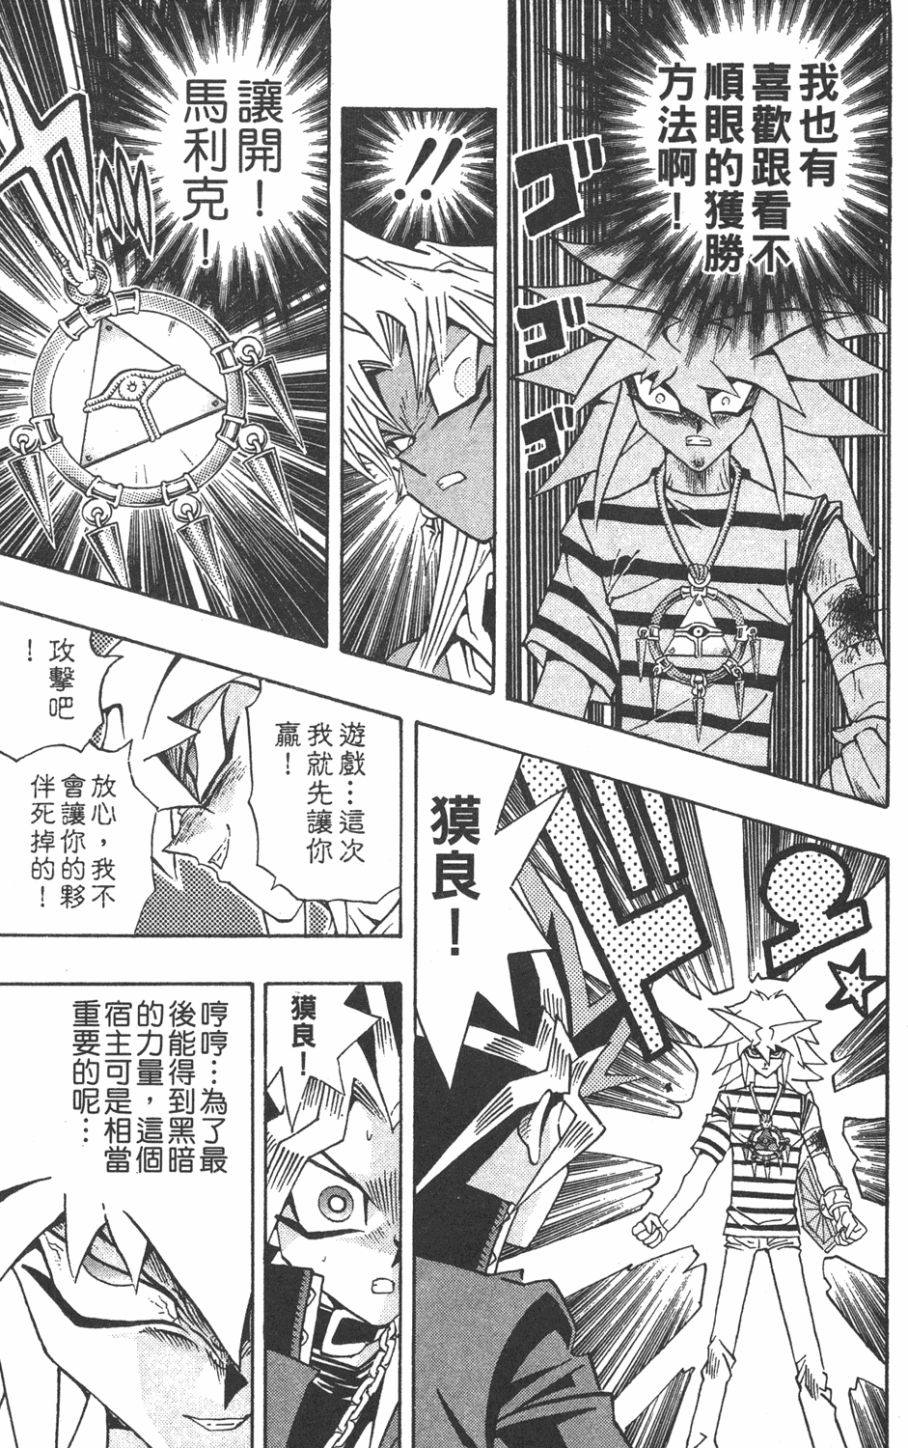 我也有
喜歡跟看不
順眼的獲勝
方法啊！
ゴ
ゴ
ゴ
!!
讓開！
馬利克！
獏良！
ドン
遊戲…這次
我就先讓你
贏！
攻擊吧
！
放心，我不
會讓你的夥
伴死掉的！
獏良！
哼哼…為了最
後能得到黑暗
的力量，這個
宿主可是相當
重要的呢…